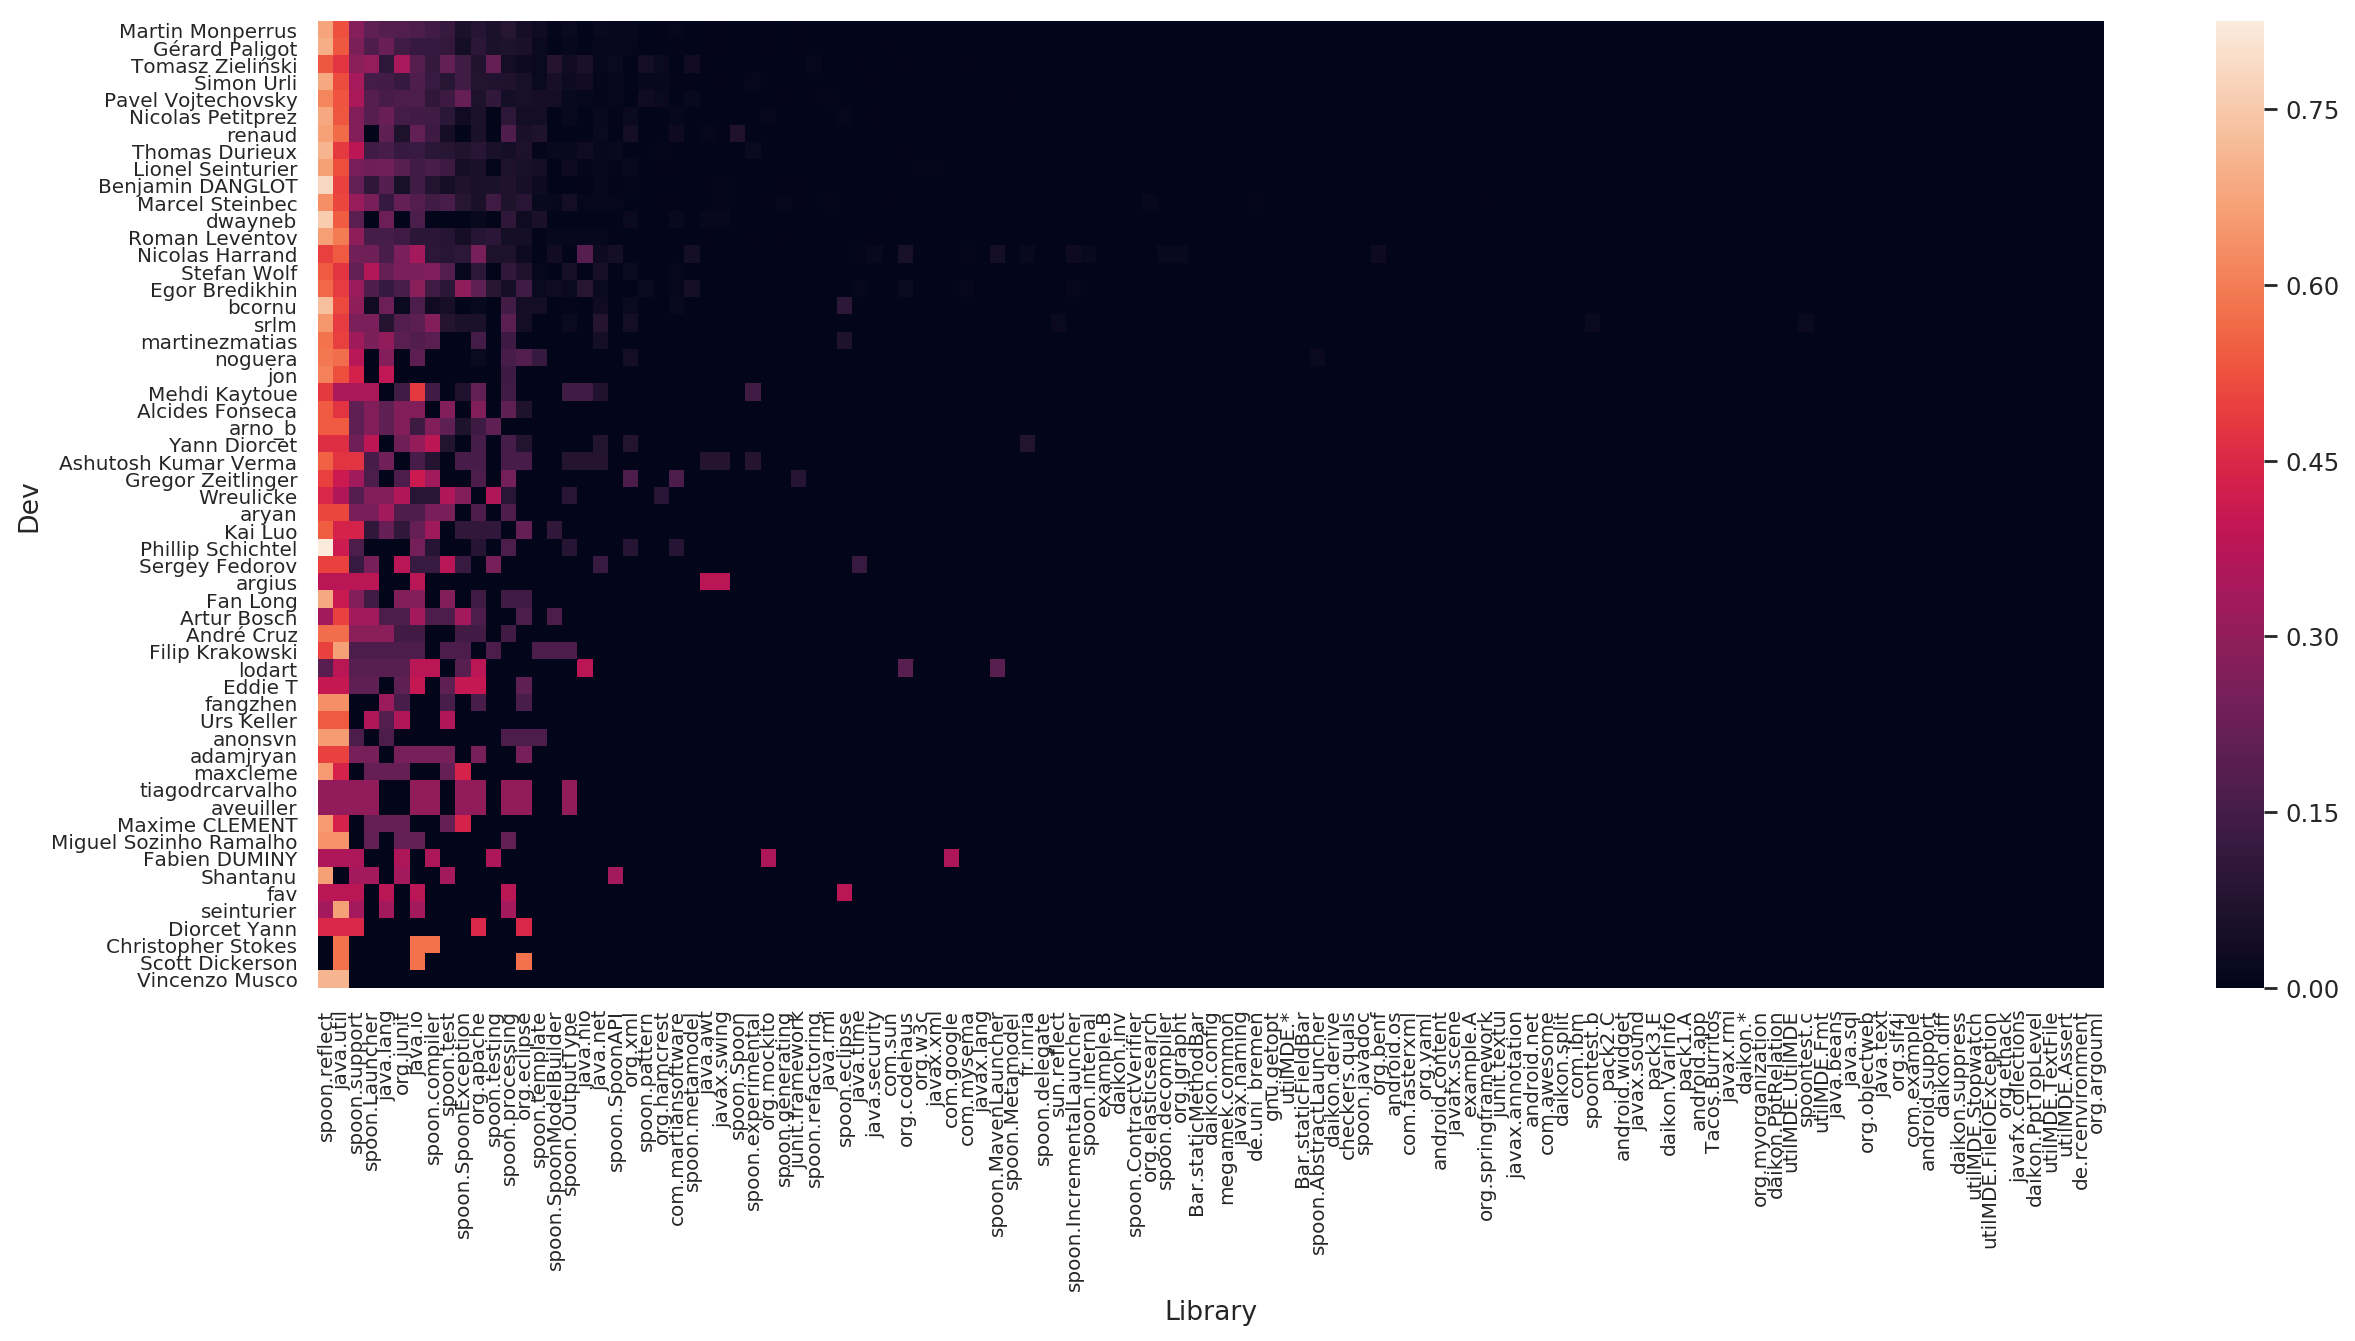 Martin Monperrus
Gérard Paligot
Tomasz Zieliński
Simon Urli
Pavel Vojtechovsky
Nicolas Petitprez
renaud
Thomas Durieux
Lionel Seinturier
Benjamin DANGLOT
Marcel Steinbec
dwayneb
Roman Leventov
Nicolas Harrand
Stefan Wolf
Egor Bredikhin
bcornu
srlm
martinezmatias
noguera
jon
Mehdi Kaytoue
Alcides Fonseca
arno_b
Yann Diorcet
Ashutosh Kumar Verma
Gregor Zeitlinger
Wreulicke
aryan
Kai Luo
Phillip Schichtel
Sergey Fedorov
argius
Fan Long
Artur Bosch
André Cruz
Filip Krakowski
lodart
Eddie T
fangzhen
Urs Keller
anonsvn
adamjryan
maxcleme
tiagodrcarvalho
aveuiller
Maxime CLEMENT
Miguel Sozinho Ramalho
Fabien DUMINY
Shantanu
fav
seinturier
Diorcet Yann
Christopher Stokes
Scott Dickerson
Vincenzo Musco
Dev
0.75
0.60
0.45
0.30
0.15
0.00
spoon.reflect
java.util
spoon.support
spoon.Launcher
java.lang
org.junit
java.io
spoon.compiler
spoon.test
spoon.SpoonException
org.apache
spoon.testing
spoon.processing
org.eclipse
spoon.template
spoon.SpoonModelBuilder
spoon.OutputType
java.nio
java.net
spoon.SpoonAPI
org.xml
spoon.pattern
org.hamcrest
com.martiansoftware
spoon.metamodel
java.awt
javax.swing
spoon.Spoon
spoon.experimental
org.mockito
spoon.generating
junit.framework
spoon.refactoring
java.rmi
spoon.eclipse
java.time
java.security
com.sun
org.codehaus
org.w3c
javax.xml
com.google
com.mysema
javax.lang
spoon.MavenLauncher
spoon.Metamodel
fr.inria
spoon.delegate
sun.reflect
spoon.IncrementalLauncher
spoon.internal
example.B
daikon.inv
spoon.ContractVerifier
org.elasticsearch
spoon.decompiler
org.jgrapht
Bar.staticMethodBar
daikon.config
megamek.common
javax.naming
de.uni_bremen
gnu.getopt
utilMDE.*
Bar.staticFieldBar
spoon.AbstractLauncher
daikon.derive
checkers.quals
spoon.javadoc
org.benf
android.os
com.fasterxml
org.yaml
android.content
javafx.scene
example.A
org.springframework
junit.textui
javax.annotation
android.net
com.awesome
daikon.split
com.ibm
spoontest.b
pack2.C
android.widget
javax.sound
pack3.E
daikon.VarInfo
pack1.A
android.app
Tacos.Burritos
javax.rmi
daikon.*
org.myorganization
daikon.PptRelation
utilMDE.UtilMDE
spoontest.c
utilMDE.Fmt
java.beans
java.sql
org.objectweb
java.text
org.slf4j
com.example
android.support
daikon.diff
daikon.suppress
utilMDE.Stopwatch
utilMDE.FileIOException
org.ethack
javafx.collections
daikon.PptTopLevel
utilMDE.TextFile
utilMDE.Assert
de.rcenvironment
org.argouml
Library